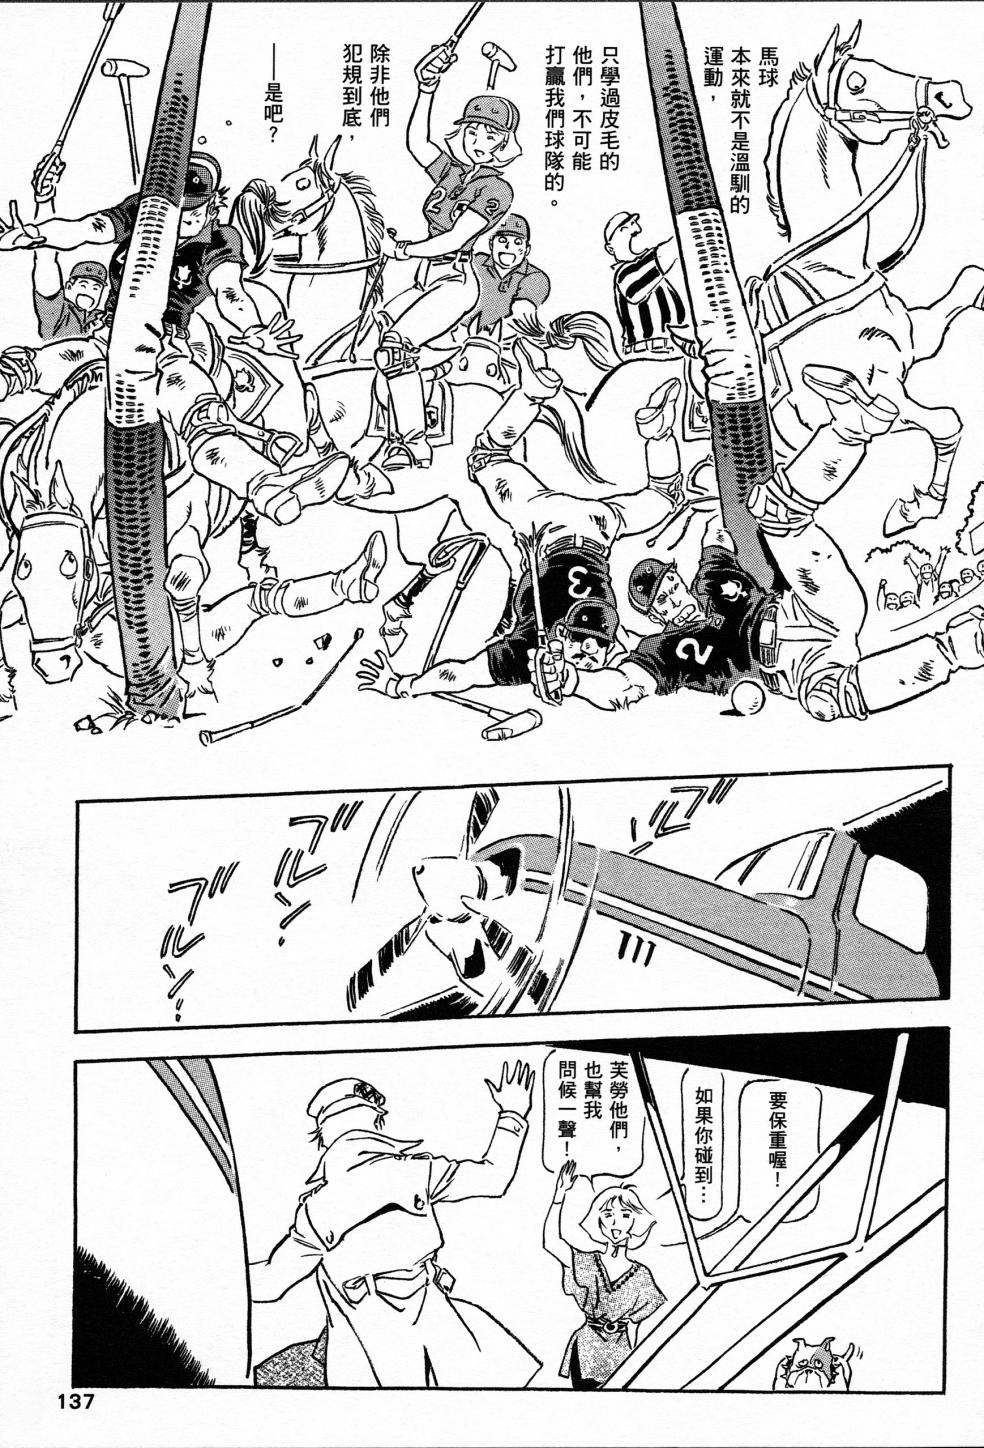 馬球
本來就不是溫馴的
運動，
只學過皮毛的
他們，不可能
打贏我們球隊的。
除非他們
犯規到底，
——是吧？
2
3
2
ブルン…
ブルン…
ブルン…
要保重喔！
如果你碰到…
芙勞他們，
也幫我
問候一聲！
137